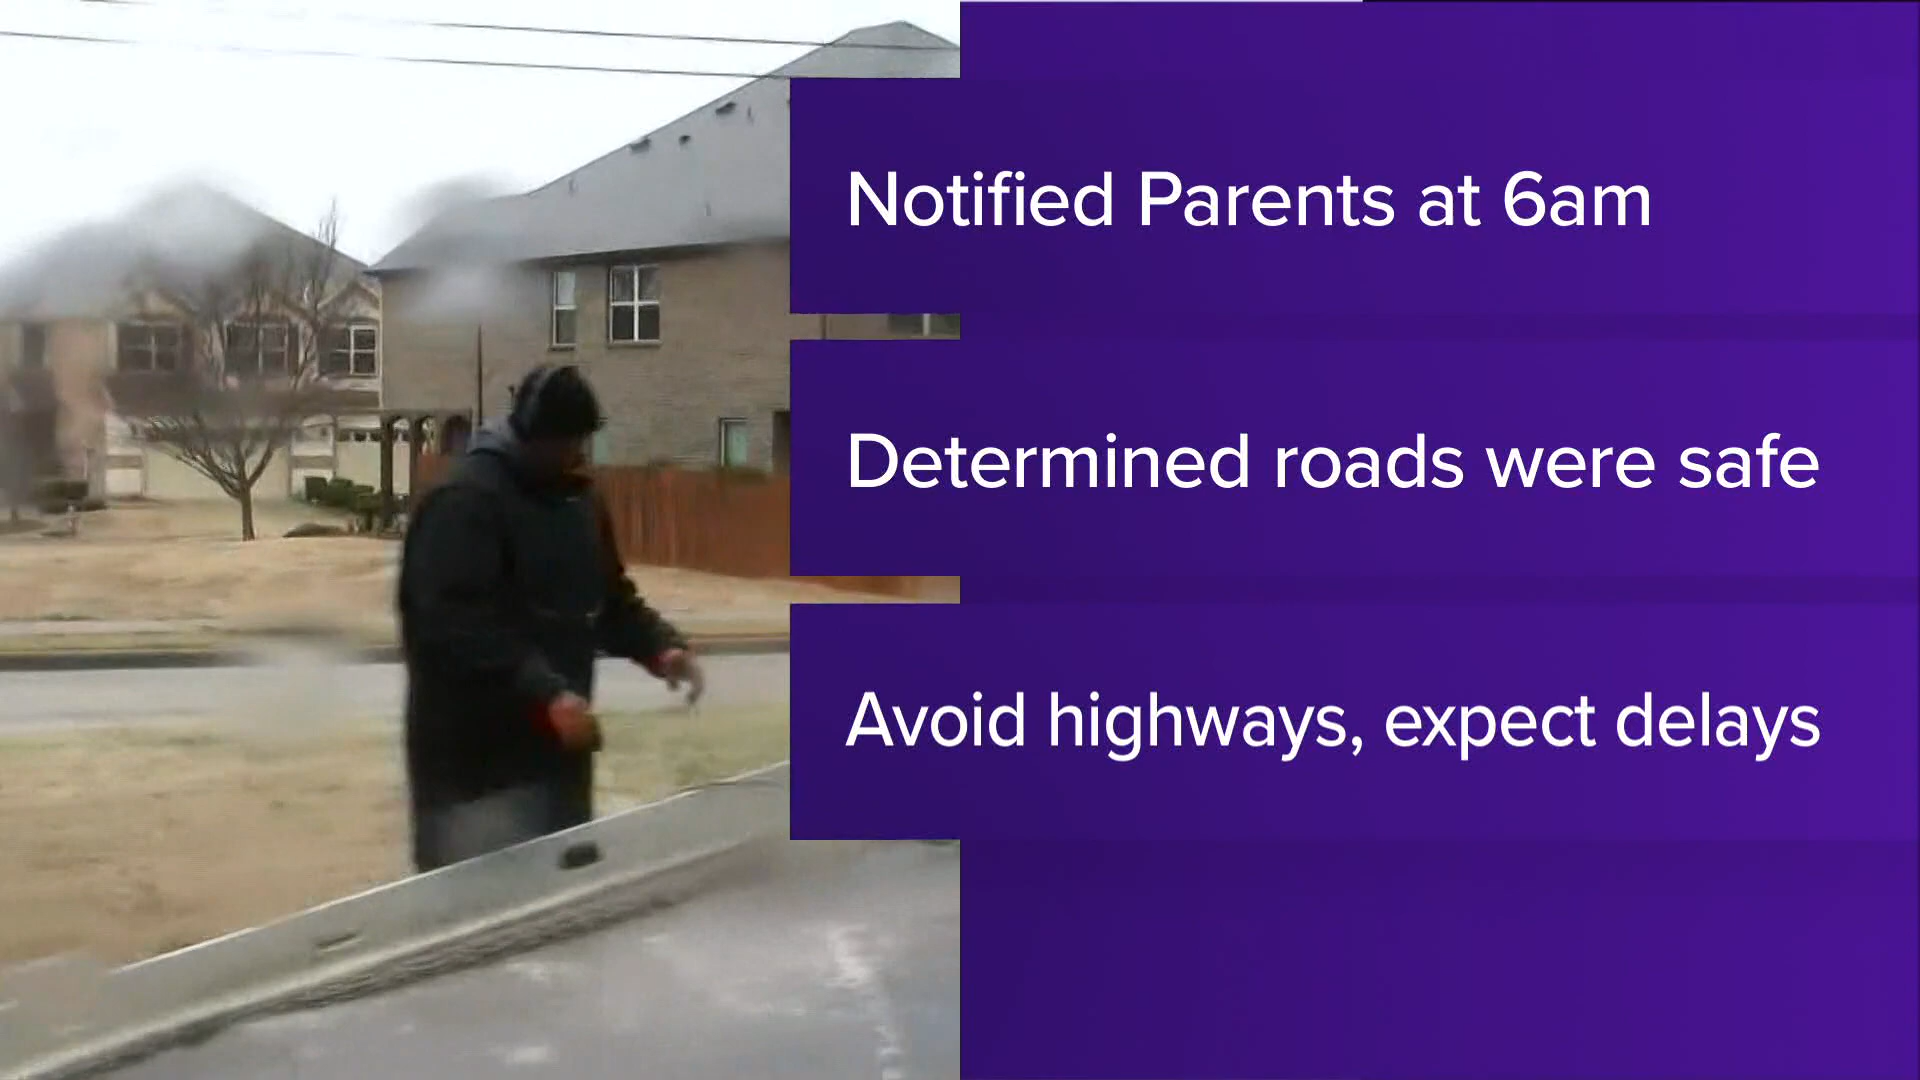 Notified Parents at 6am
Determined roads were safe
Avoid highways, expect delays